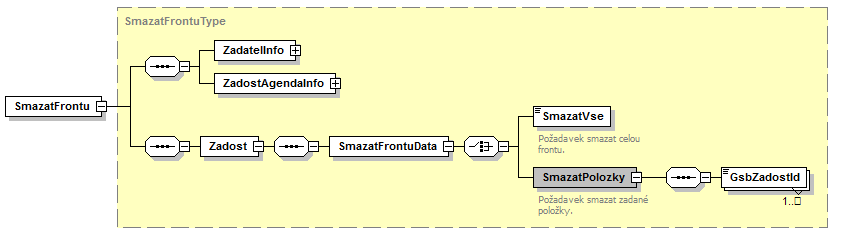 SmazatFrontuType
ZadatelInfo
ZadostAgendaInfo
SmazatFrontu
SmazatVse
Požadavek smazat celou
frontu.
Zadost
SmazatFrontuData
SmazatPolozky
GsbZadostId
1..□
Požadavek smazat zadané
položky.